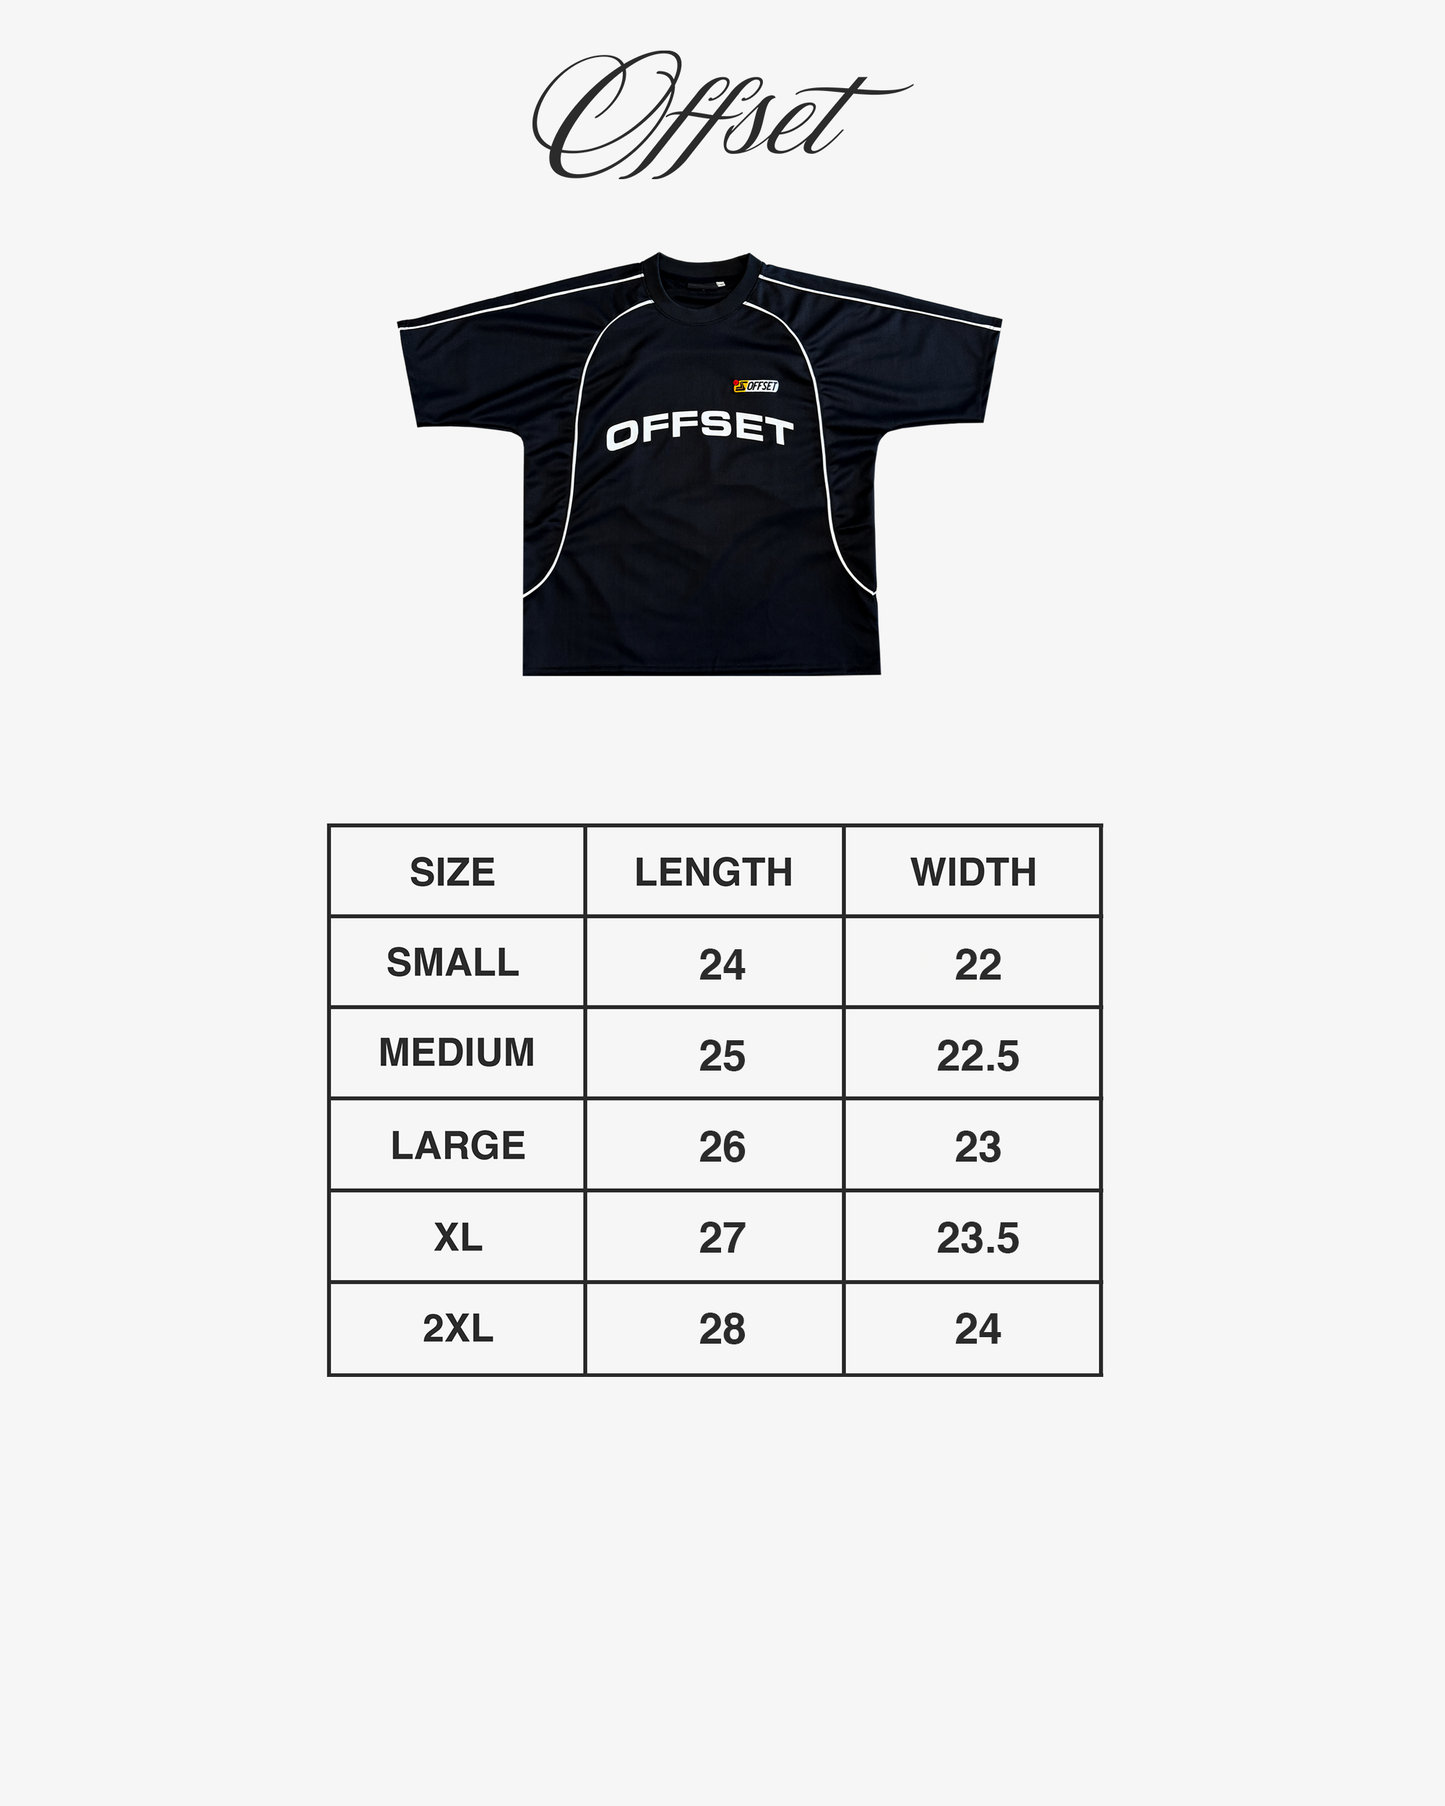 Offset
OFFSET
OFFSET
SIZE LENGTH WIDTH
SMALL 24 22
MEDIUM 25 22.5
LARGE 26 23
XL 27 23.5
2XL 28 24